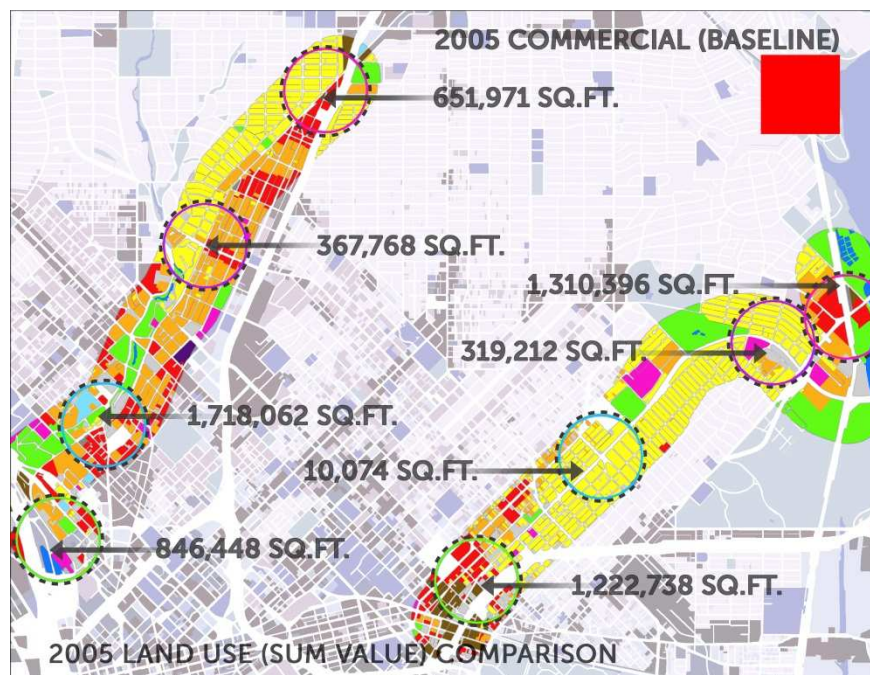 2005 COMMERCIAL (BASELINE)
651,971 SQ.FT.
367,768 SQ.FT.
1,310,396 SQ.FT.
319,212 SQ.FT.
1,718,062 SQ.FT.
10,074 SQ.FT.
846,448 SQ.FT.
1,222,738 SQ.FT.
2005 LAND USE (SUM VALUE) COMPARISON